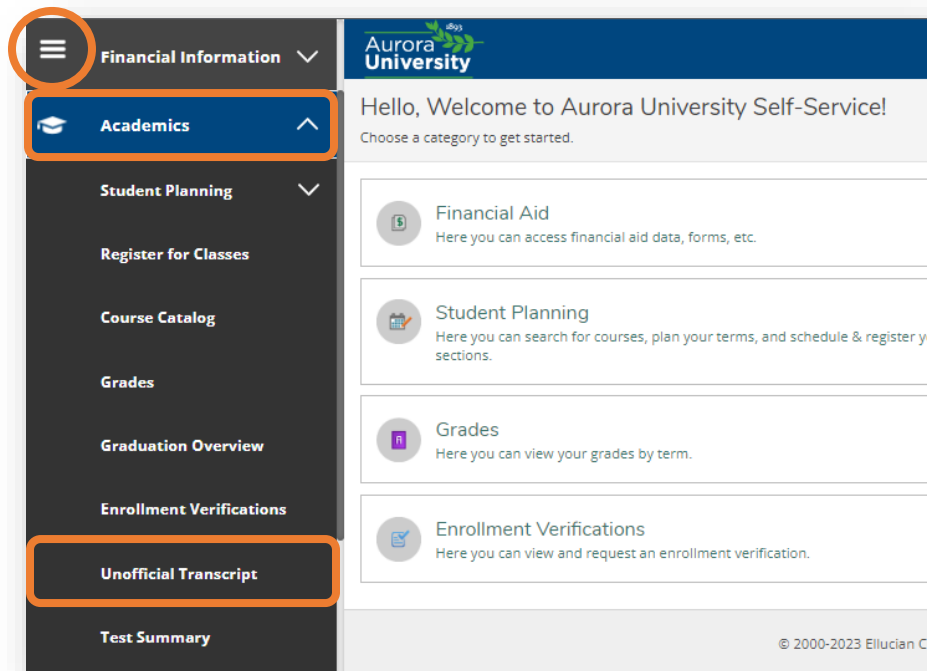 Financial Information
Academics
Student Planning
Register for Classes
Course Catalog
Grades
Graduation Overview
Enrollment Verifications
Unofficial Transcript
Test Summary
1893
Aurora
University
Hello, Welcome to Aurora University Self-Service!
Choose a category to get started.
Financial Aid
Here you can access financial aid data, forms, etc.
Student Planning
Here you can search for courses, plan your terms, and schedule & register
sections.
Grades
Here you can view your grades by term.
Enrollment Verifications
Here you can view and request an enrollment verification.
© 2000-2023 Ellucian